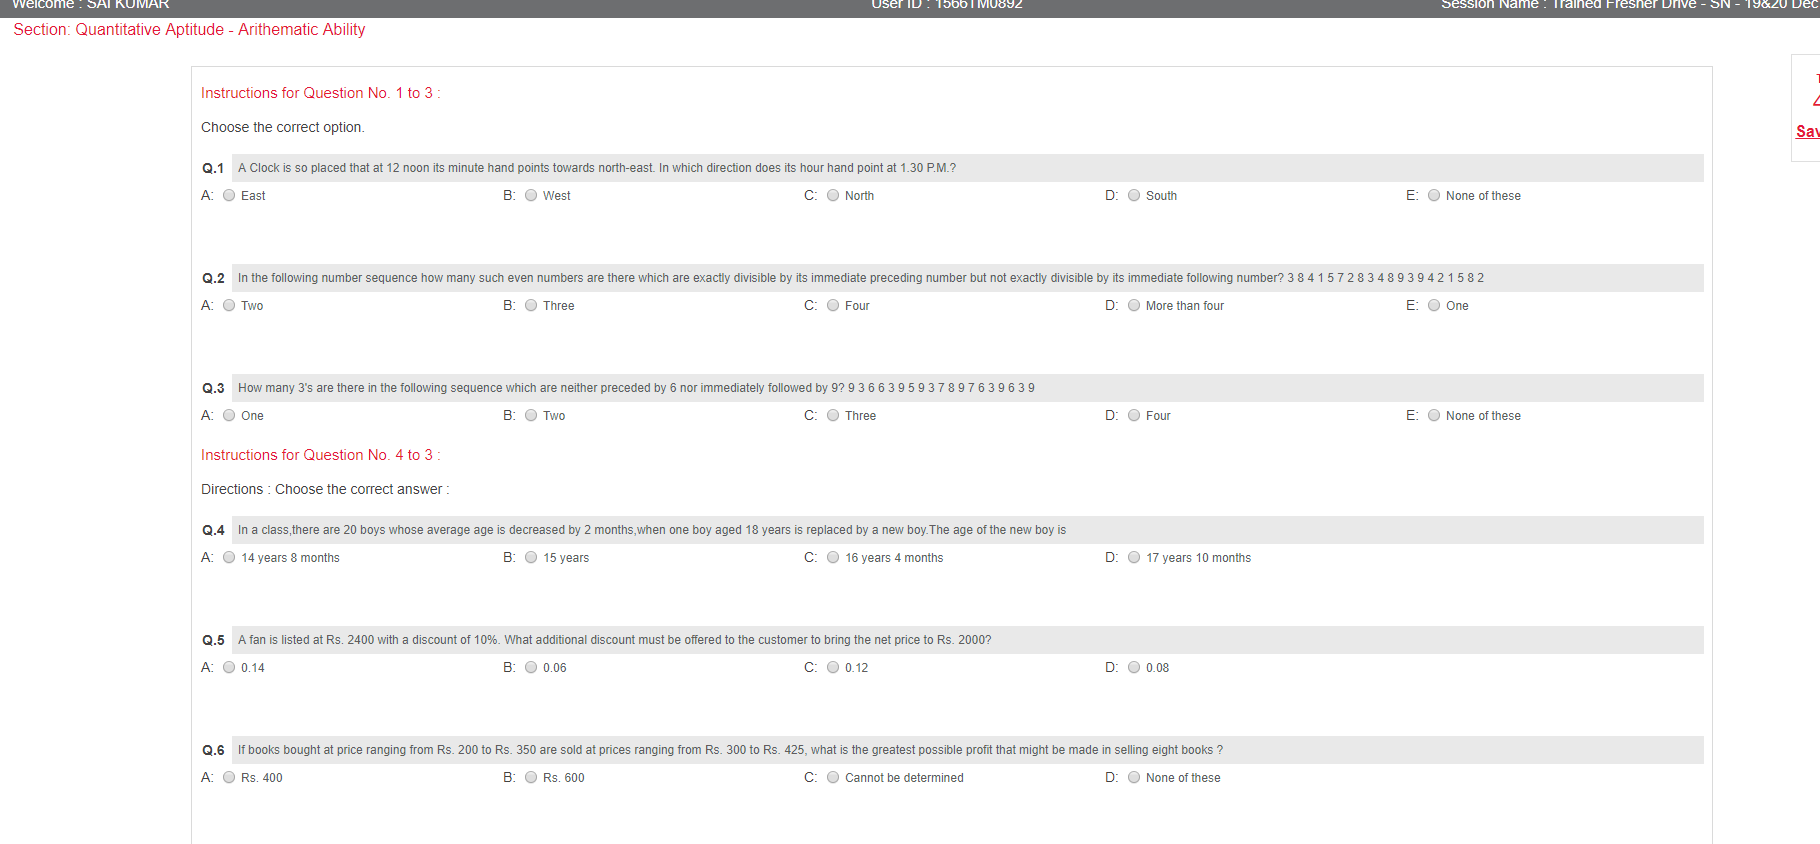 Welcome : SAI KUMAR User ID : 15661M0892 Session Name : Trained Fresher Drive - SN - 19&20 Dec
Section: Quantitative Aptitude - Arithematic Ability
Instructions for Question No. 1 to 3 :
Choose the correct option.
Sav
Q.1 A Clock is so placed that at 12 noon its minute hand points towards north-east. In which direction does its hour hand point at 1.30 P.M.?
A: East B: West C: North D: South E: None of these
Q.2 In the following number sequence how many such even numbers are there which are exactly divisible by its immediate preceding number but not exactly divisible by its immediate following number? 3 8 4 1 5 7 2 8 3 4 8 9 3 9 4 2 1 5 8 2
A: Two B: Three C: Four D: More than four E: One
Q.3 How many 3's are there in the following sequence which are neither preceded by 6 nor immediately followed by 9? 9 3 6 6 3 9 5 9 3 7 8 9 7 6 3 9 6 3 9
A: One B: Two C: Three D: Four E: None of these
Instructions for Question No. 4 to 3 :
Directions : Choose the correct answer :
Q.4 In a class,there are 20 boys whose average age is decreased by 2 months,when one boy aged 18 years is replaced by a new boy.The age of the new boy is
A: 14 years 8 months B: 15 years C: 16 years 4 months D: 17 years 10 months
Q.5 A fan is listed at Rs. 2400 with a discount of 10%. What additional discount must be offered to the customer to bring the net price to Rs. 2000?
A: 0.14 B: 0.06 C: 0.12 D: 0.08
Q.6 If books bought at price ranging from Rs. 200 to Rs. 350 are sold at prices ranging from Rs. 300 to Rs. 425, what is the greatest possible profit that might be made in selling eight books ?
A: Rs. 400 B: Rs. 600 C: Cannot be determined D: None of these